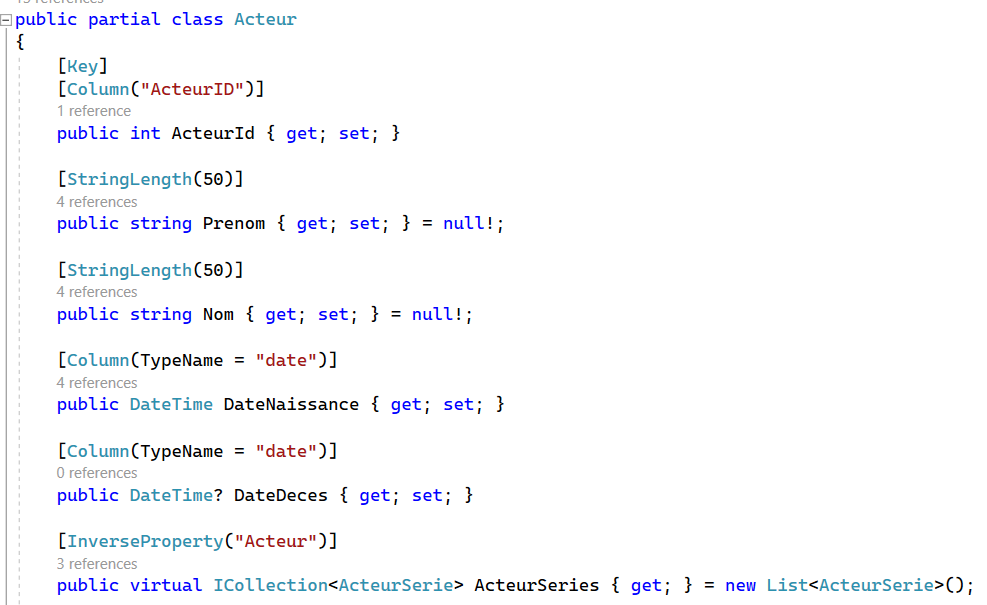 public partial class Acteur
{
[Key]
[Column("ActeurID")]
1 reference
public int ActeurId { get; set; }
[StringLength(50)]
4 references
public string Prenom { get; set; } = null!;
[StringLength(50)]
4 references
public string Nom { get; set; } = null!;
[Column(TypeName = "date")]
4 references
public DateTime DateNaissance { get; set; }
[Column(TypeName = "date")]
0 references
public DateTime? DateDeces { get; set; }
[InverseProperty("Acteur")]
3 references
public virtual ICollection<ActeurSerie> ActeurSeries { get; } = new List<ActeurSerie>();